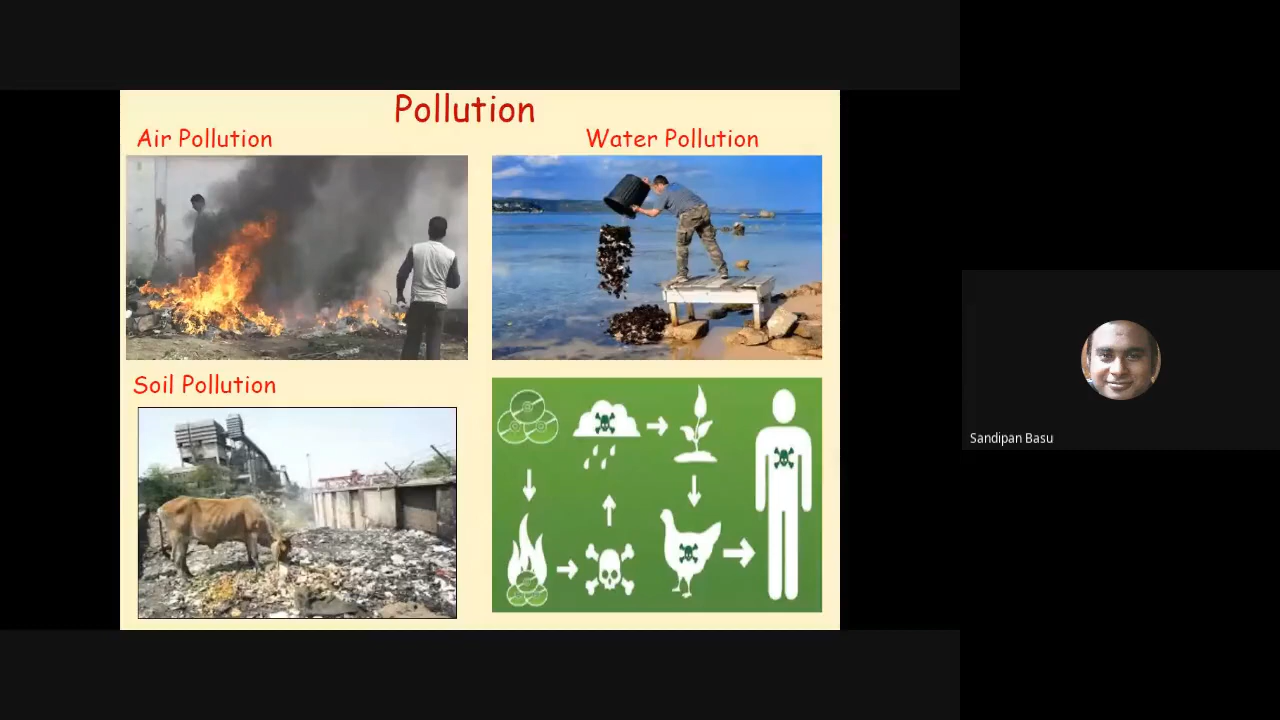 Pollution
Air Pollution
Water Pollution
Soil Pollution
Sandipan Basu